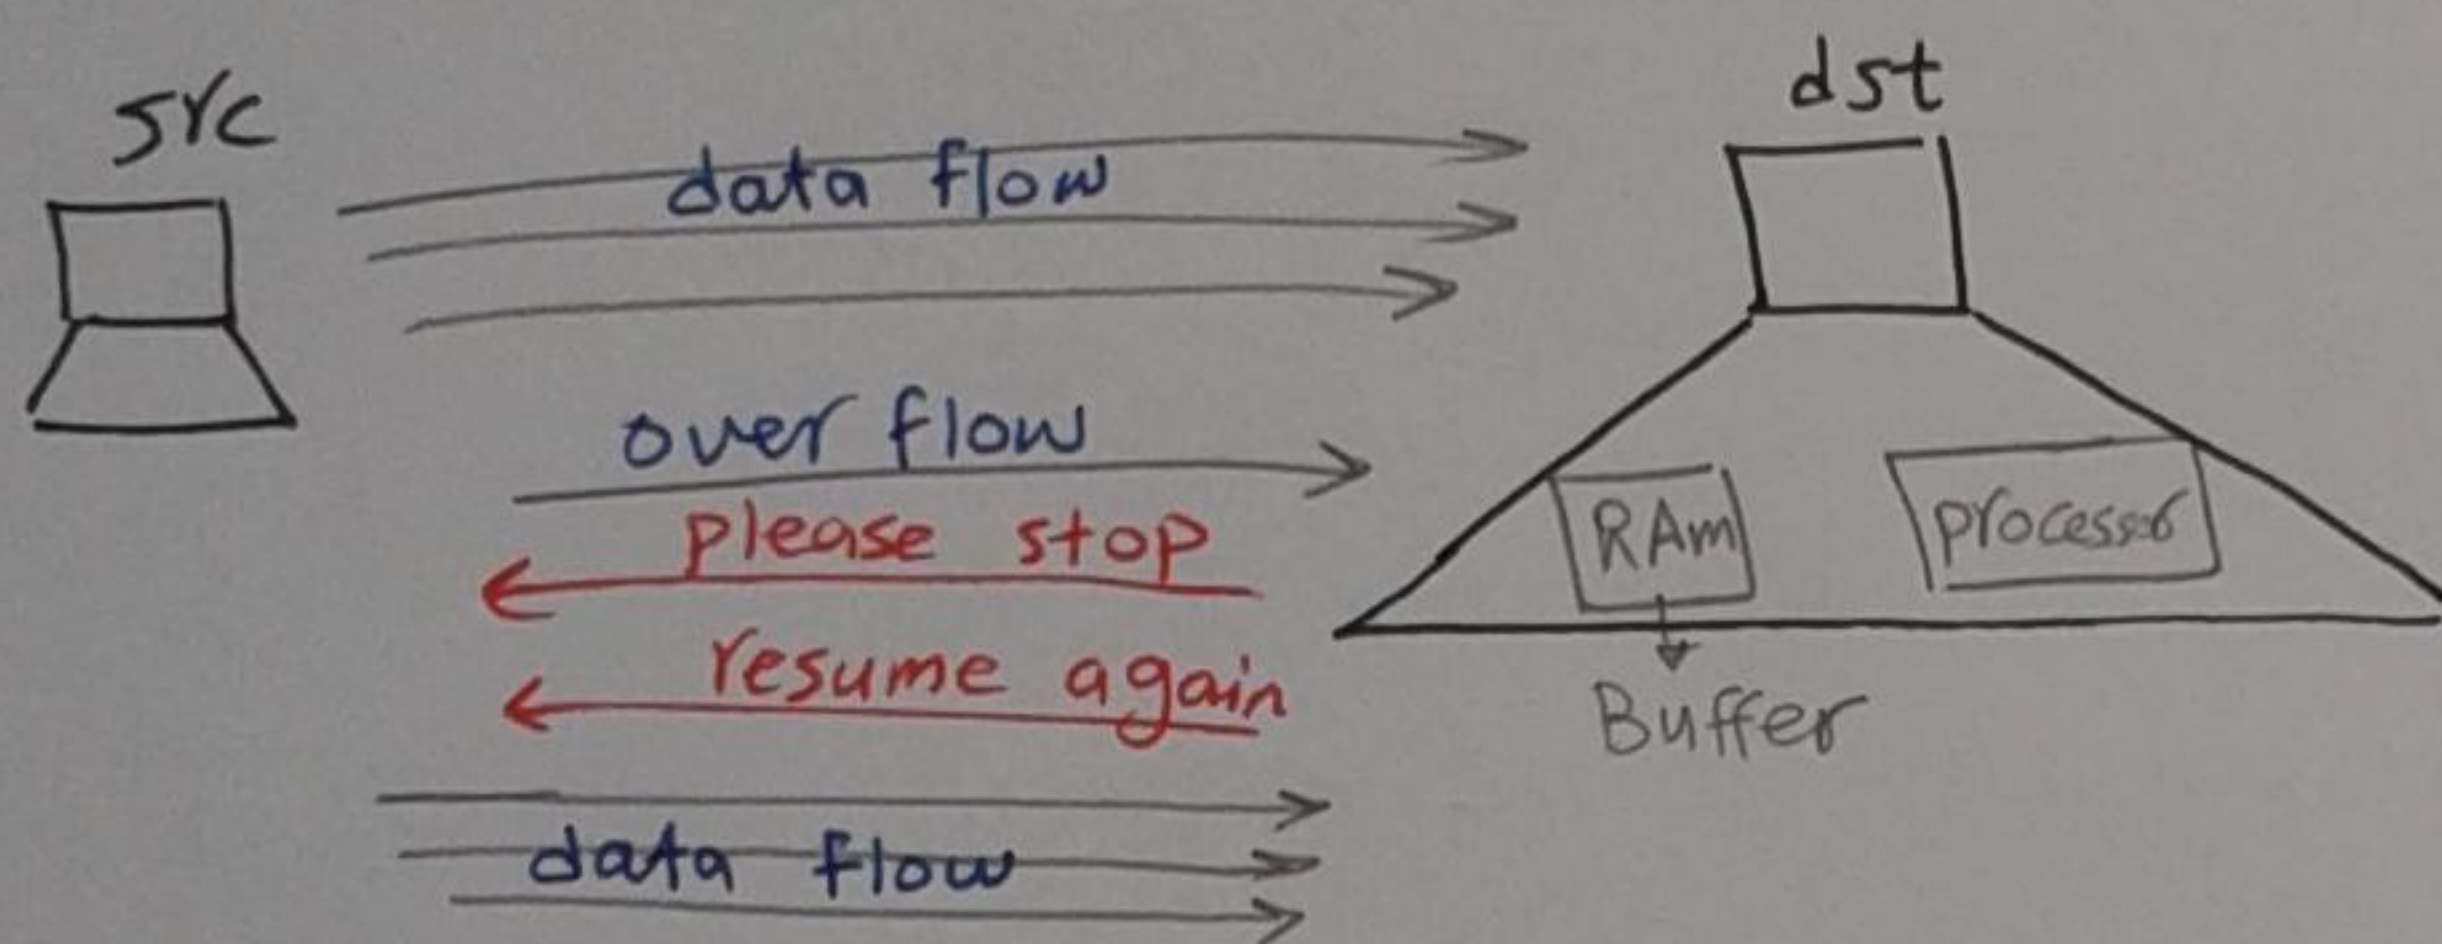 src
dst
data flow
over flow
please stop
RAm
processor
resume again
Buffer
data flow